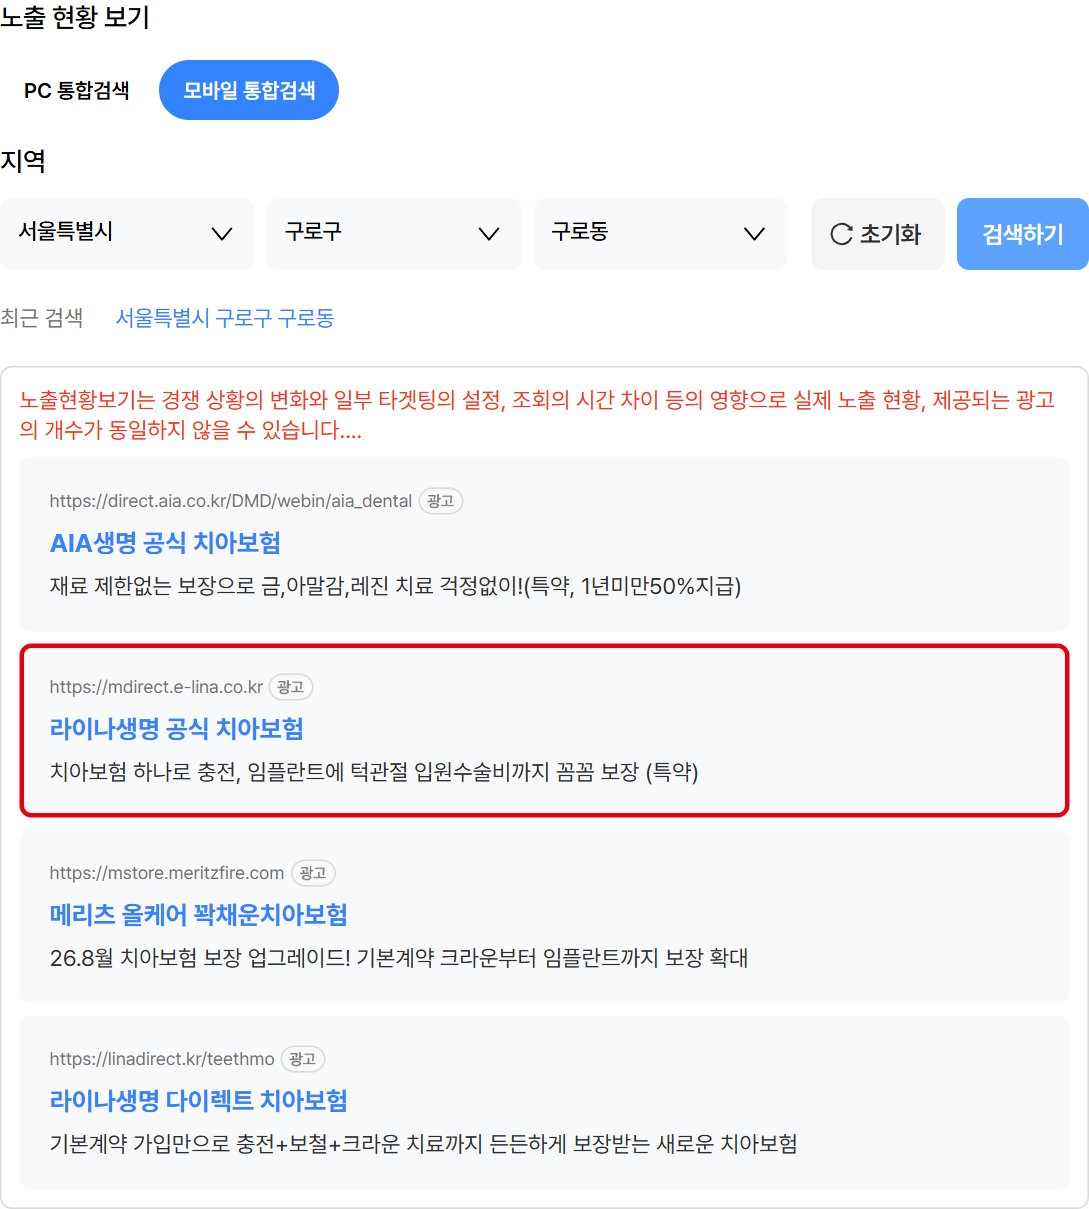 노출 현황 보기
PC 통합검색
모바일 통합검색
지역
서울특별시
구로구
구로동
초기화
검색하기
최근 검색
서울특별시 구로구 구로동
노출현황보기는 경쟁 상황의 변화와 일부 타겟팅의 설정, 조회의 시간 차이 등의 영향으로 실제 노출 현황, 제공되는 광고
의 개수가 동일하지 않을 수 있습니다....
https://direct.aia.co.kr/DMD/webin/aia_dental 광고
AIA생명 공식 치아보험
재료 제한없는 보장으로 금,아말감,레진 치료 걱정없이!(특약, 1년미만50%지급)
https://mdirect.e-lina.co.kr 광고
라이나생명 공식 치아보험
치아보험 하나로 충전, 임플란트에 턱관절 입원수술비까지 꼼꼼 보장 (특약)
https://mstore.meritzfire.com 광고
메리츠 올케어 꽉채운치아보험
26.8월 치아보험 보장 업그레이드! 기본계약 크라운부터 임플란트까지 보장 확대
https://linadirect.kr/teethmo 광고
라이나생명 다이렉트 치아보험
기본계약 가입만으로 충전+보철+크라운 치료까지 든든하게 보장받는 새로운 치아보험